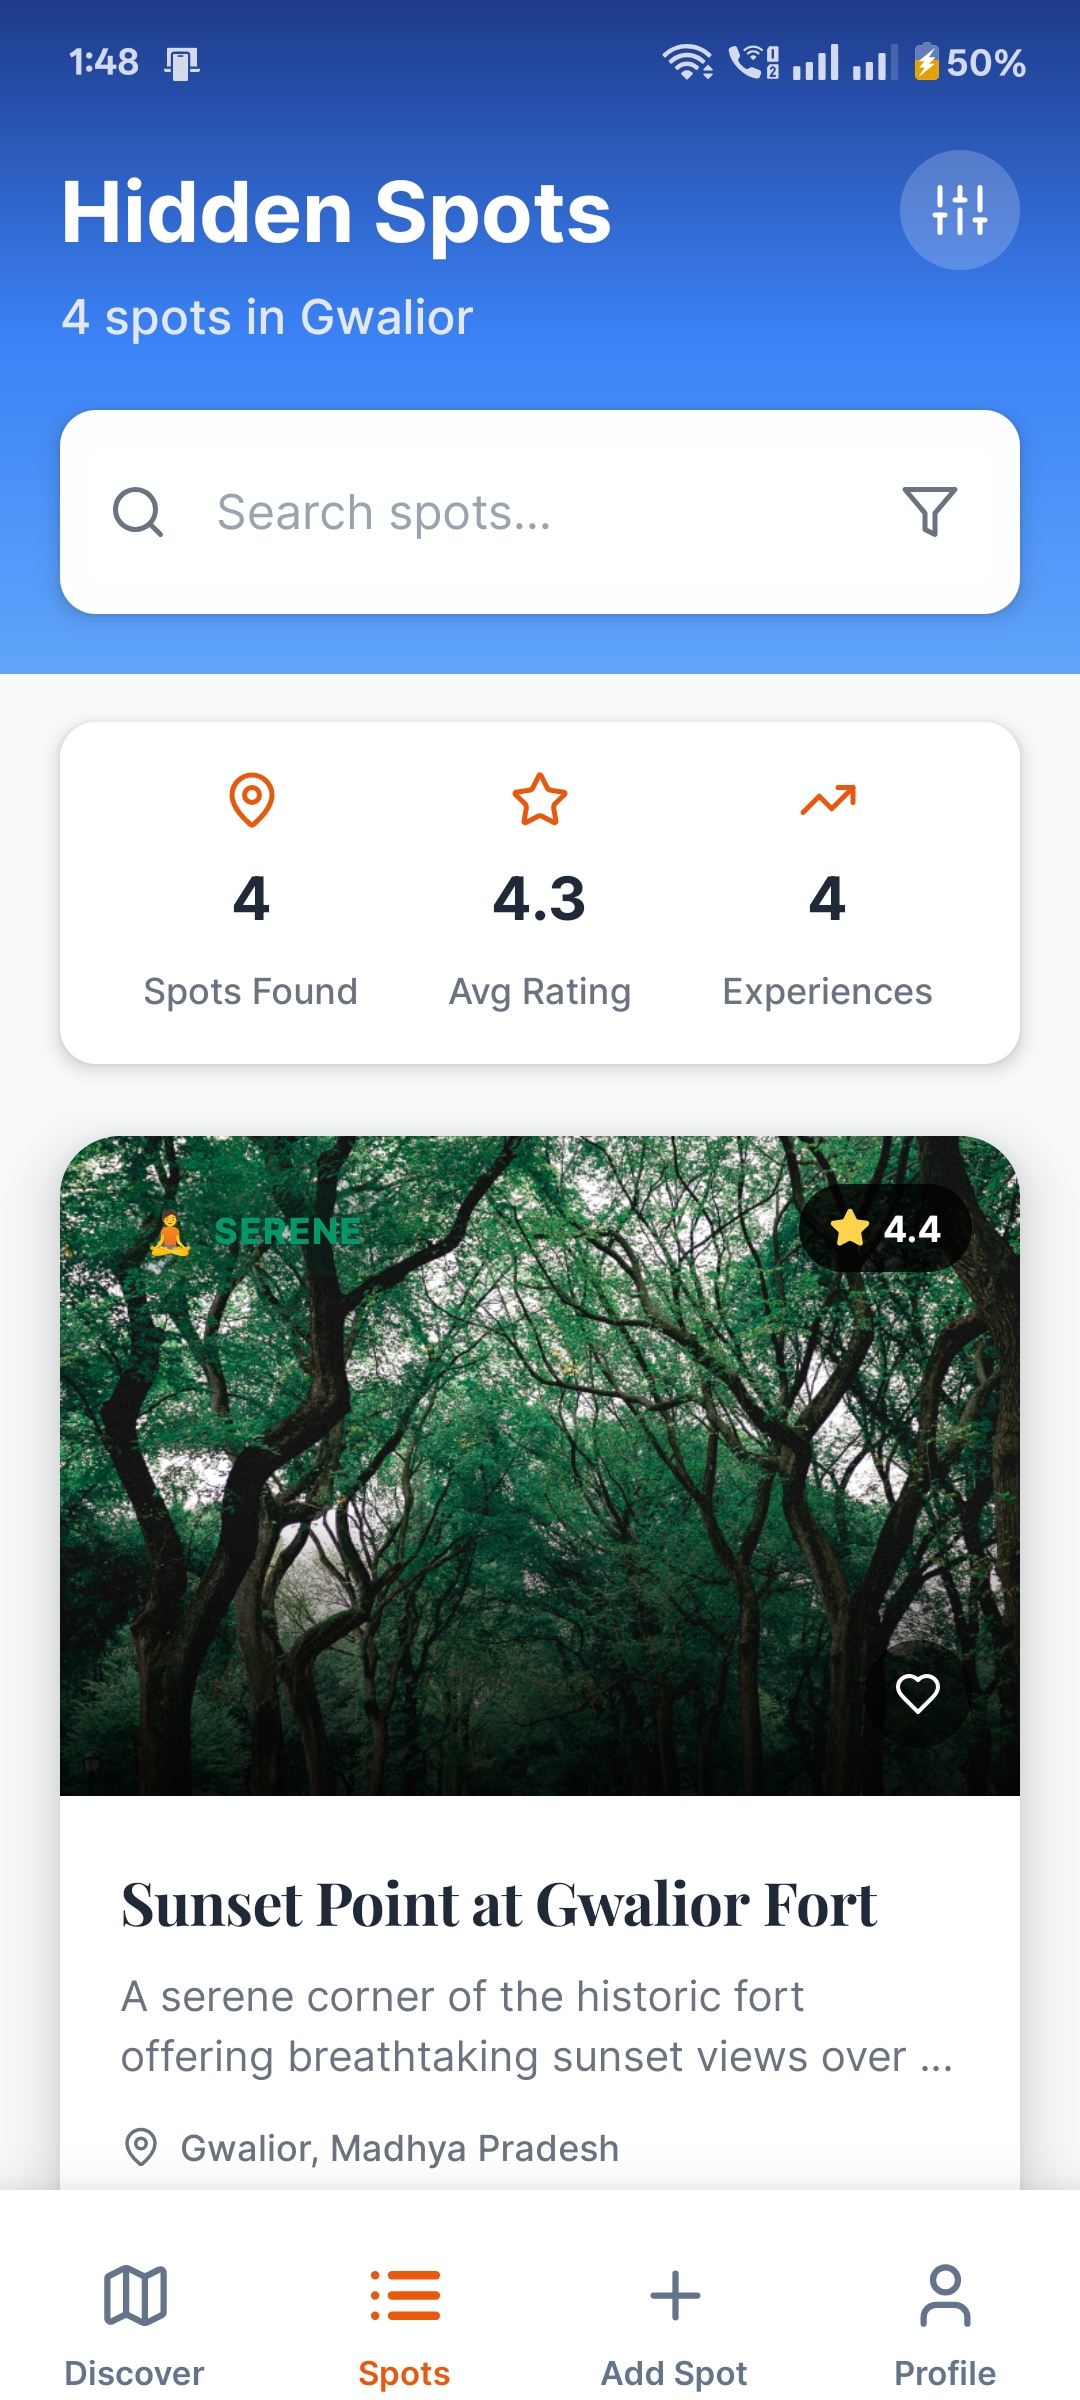 1:48
50%
Hidden Spots
4 spots in Gwalior
Search spots...
4
Spots Found
4.3
Avg Rating
4
Experiences
SERENE
4.4
Sunset Point at Gwalior Fort
A serene corner of the historic fort
offering breathtaking sunset views over ...
Gwalior, Madhya Pradesh
Discover
Spots
Add Spot
Profile